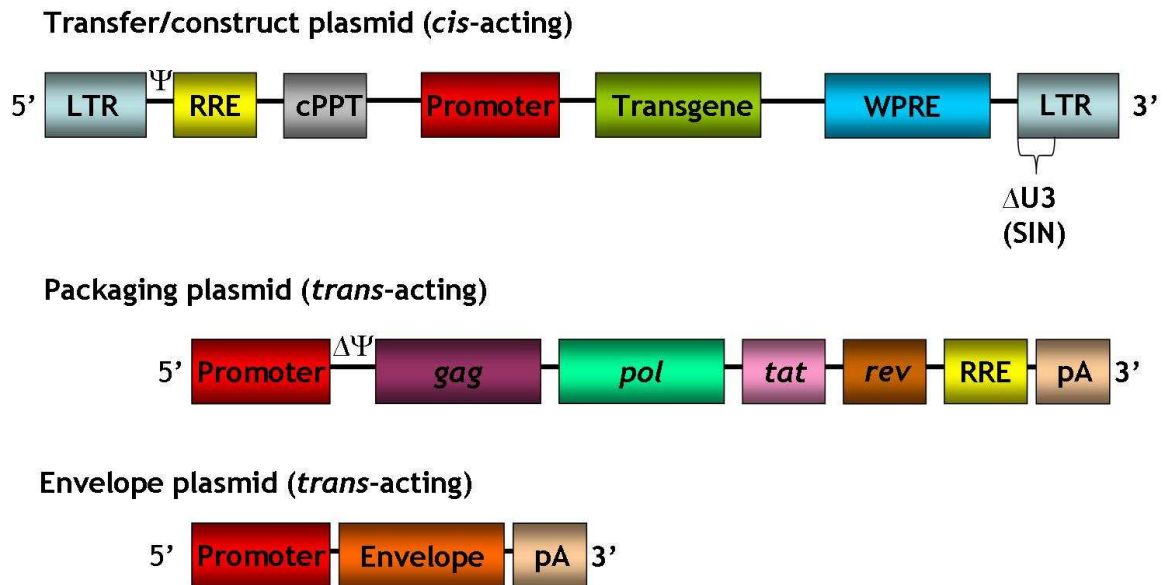 Transfer/construct plasmid (cis-acting)
Ψ
5’ LTR RRE cPPT Promoter Transgene WPRE LTR 3’
ΔU3
(SIN)
Packaging plasmid (trans-acting)
ΔΨ
5’ Promoter gag pol tat rev RRE pA 3’
Envelope plasmid (trans-acting)
5’ Promoter Envelope pA 3’